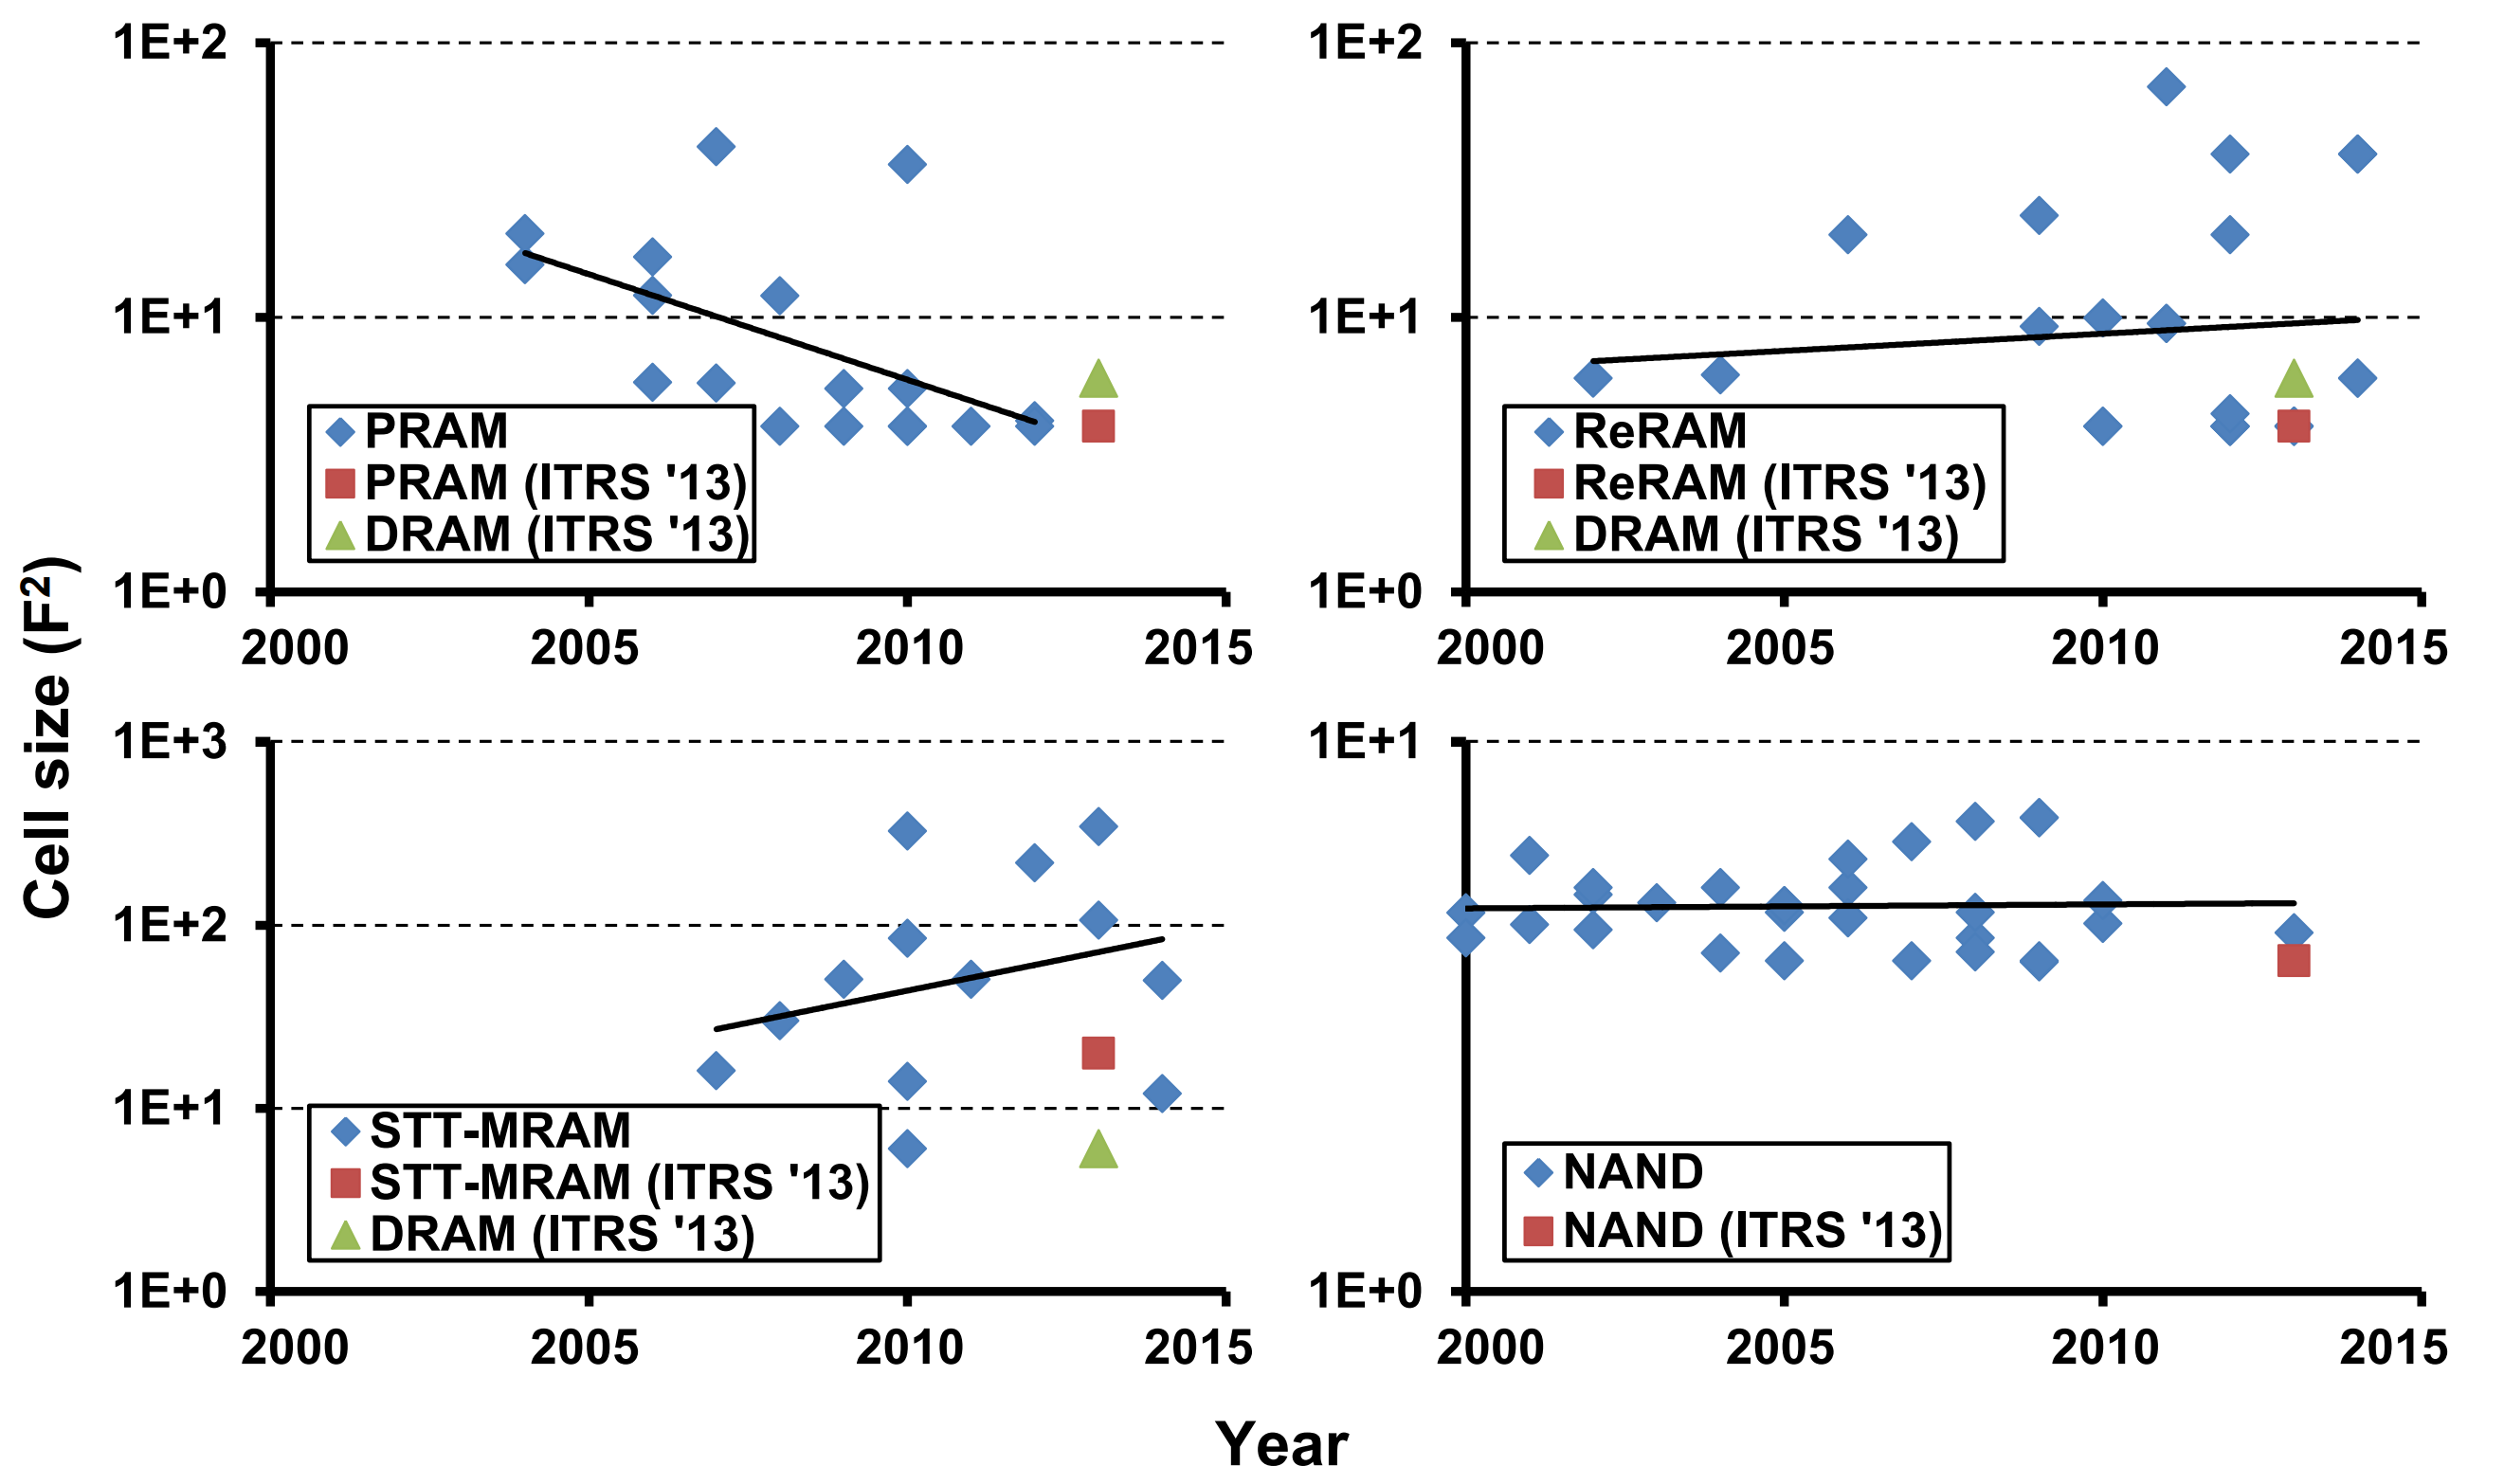 Cell size (F²)
1E+2
1E+1
1E+0
PRAM
PRAM (ITRS '13)
DRAM (ITRS '13)
2000 2005 2010 2015
1E+2
1E+1
1E+0
ReRAM
ReRAM (ITRS '13)
DRAM (ITRS '13)
2000 2005 2010 2015
1E+3
1E+2
1E+1
1E+0
STT-MRAM
STT-MRAM (ITRS '13)
DRAM (ITRS '13)
2000 2005 2010 2015
1E+1
1E+0
NAND
NAND (ITRS '13)
2000 2005 2010 2015
Year